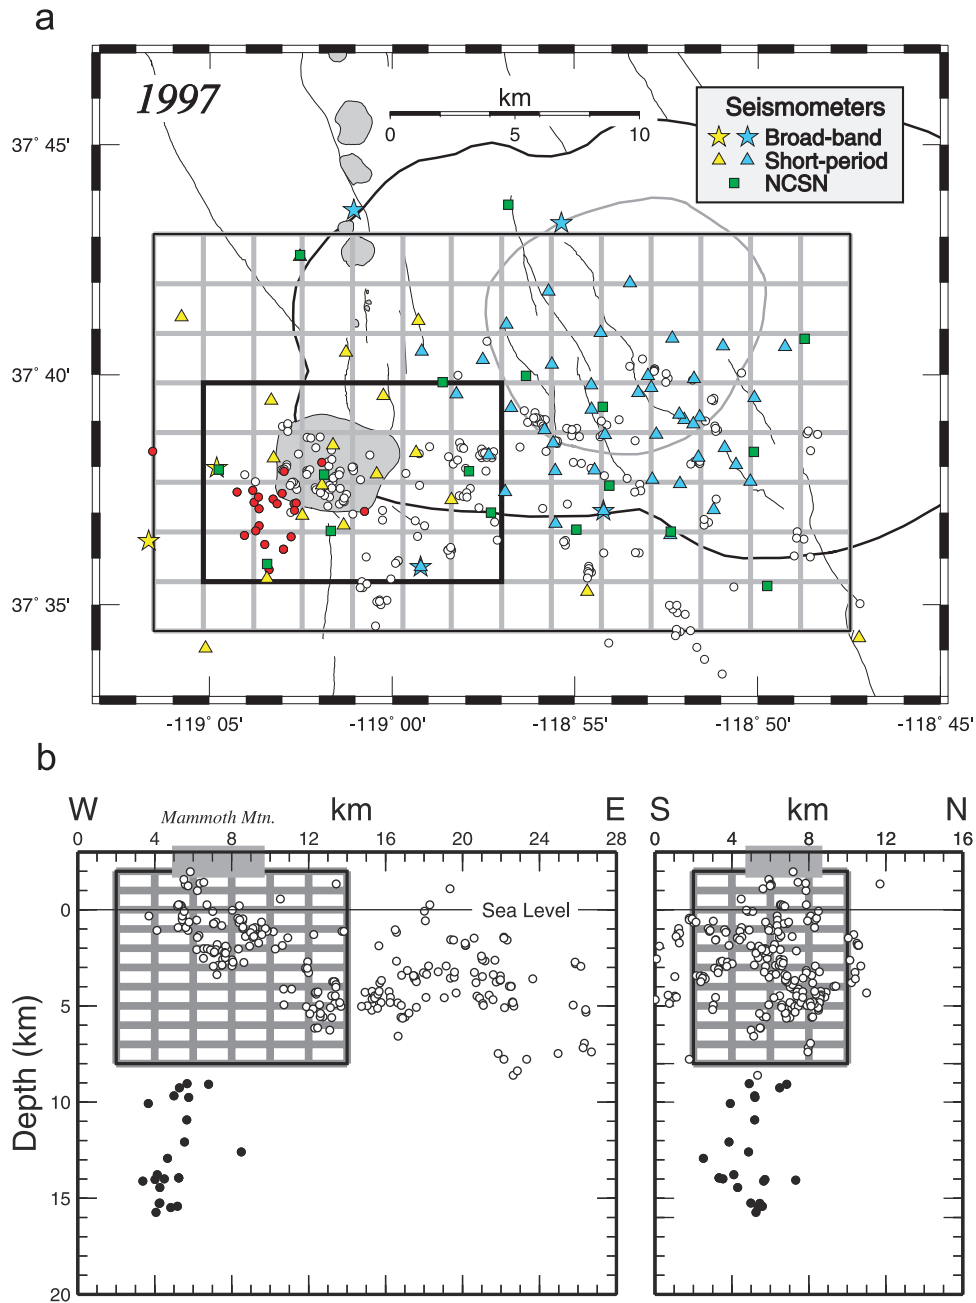 a
1997
km
0 5 10
Seismometers
Broad-band
Short-period
NCSN
37° 45'
37° 40'
37° 35'
-119° 05' -119° 00' -118° 55' -118° 50' -118° 45'
b
W km E
Mammoth Mtn.
0 4 8 12 16 20 24 28
S km N
0 4 8 12 16
Sea Level
Depth (km)
0
5
10
15
20